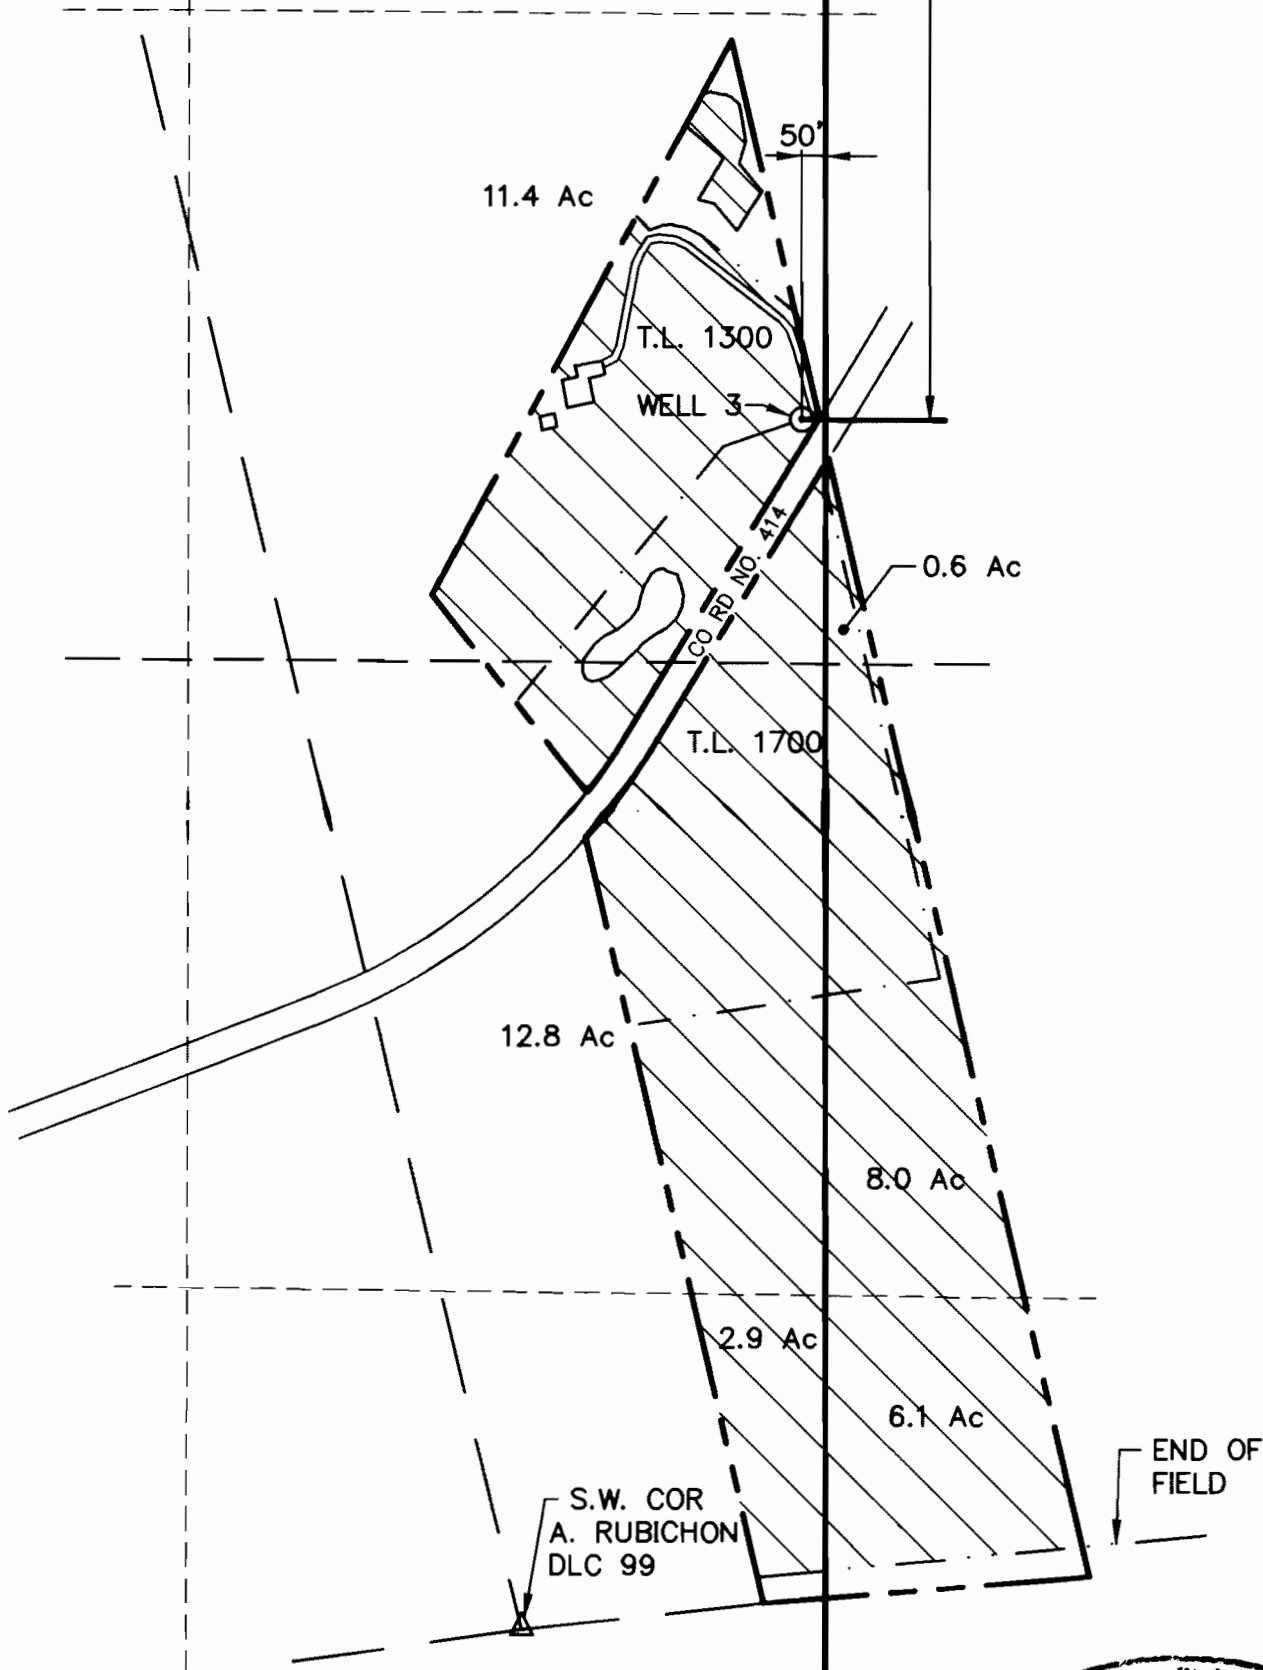 50'
11.4 Ac
T.L. 1300
WELL 3
CO RD NO. 414
0.6 Ac
T.L. 1700
12.8 Ac
8.0 Ac
2.9 Ac
6.1 Ac
END OF
FIELD
S.W. COR
A. RUBICHON
DLC 99